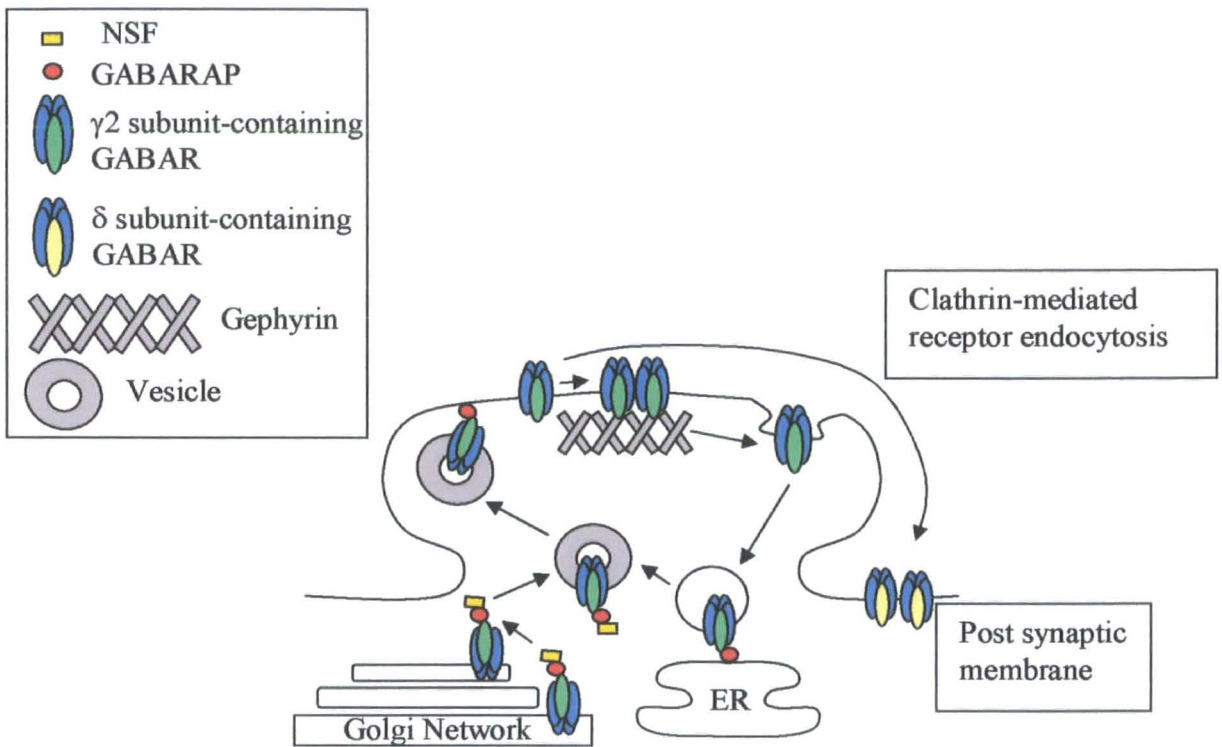 NSF
GABARAP
γ2 subunit-containing
GABAR
δ subunit-containing
GABAR
Gephyrin
Vesicle
Clathrin-mediated
receptor endocytosis
Post synaptic
membrane
ER
Golgi Network